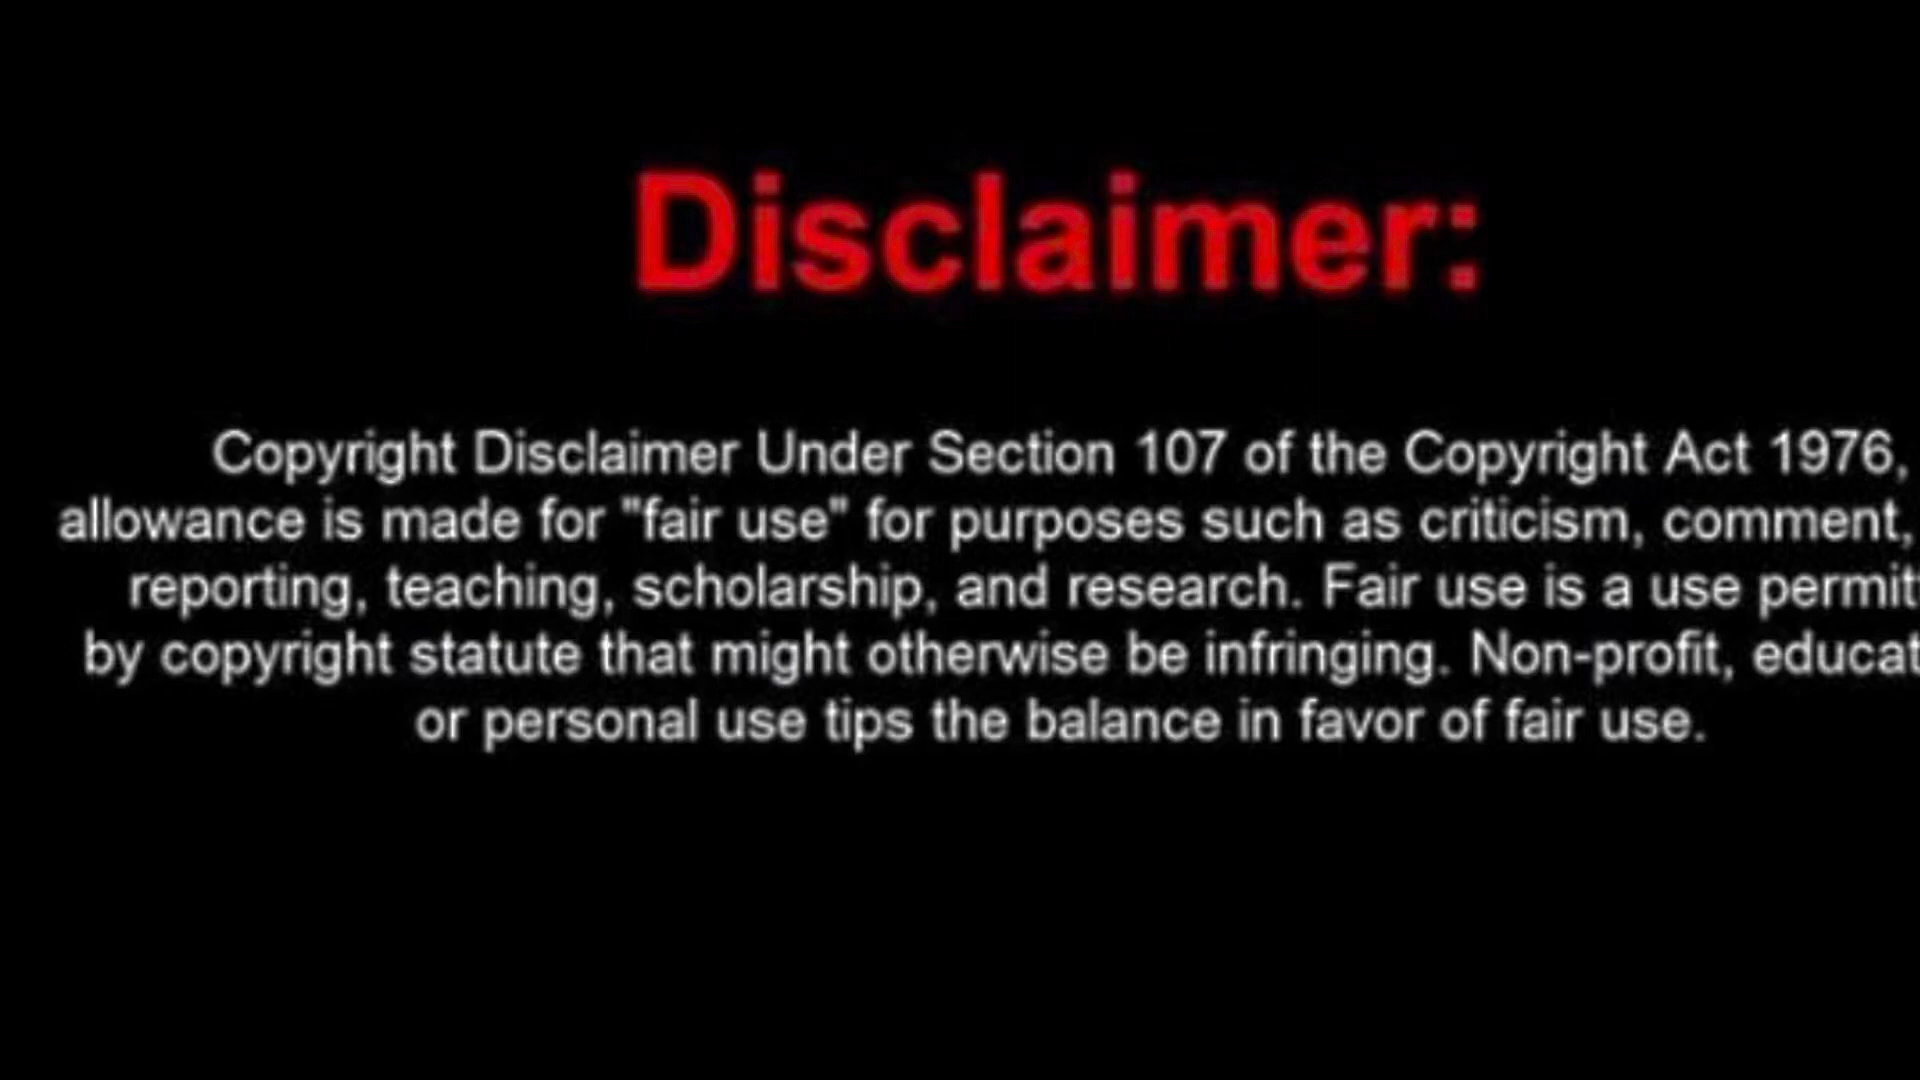 Disclaimer:
Copyright Disclaimer Under Section 107 of the Copyright Act 1976,
allowance is made for "fair use" for purposes such as criticism, comment,
reporting, teaching, scholarship, and research. Fair use is a use permit
by copyright statute that might otherwise be infringing. Non-profit, educat
or personal use tips the balance in favor of fair use.